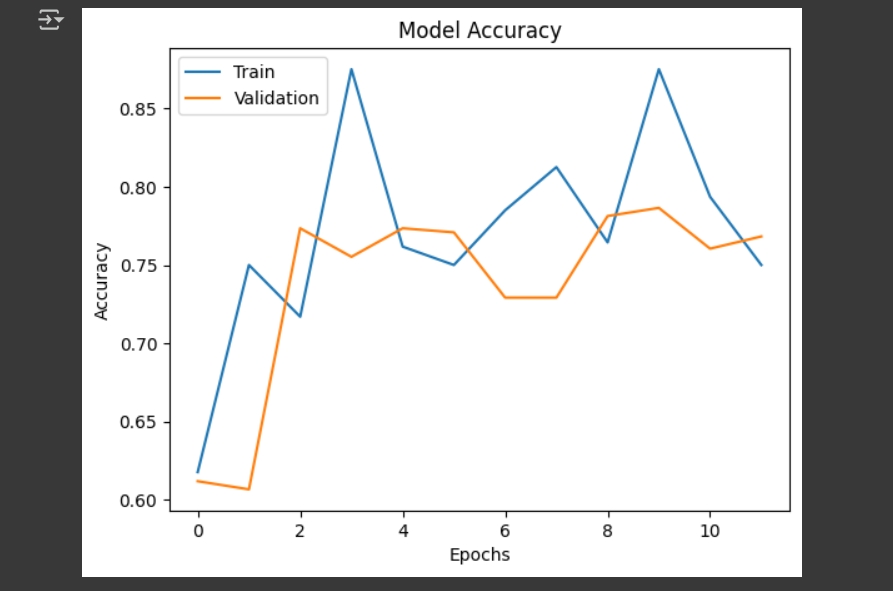 Model Accuracy
Train
Validation
0.85
0.80
0.75
0.70
0.65
0.60
Accuracy
0 2 4 6 8 10
Epochs